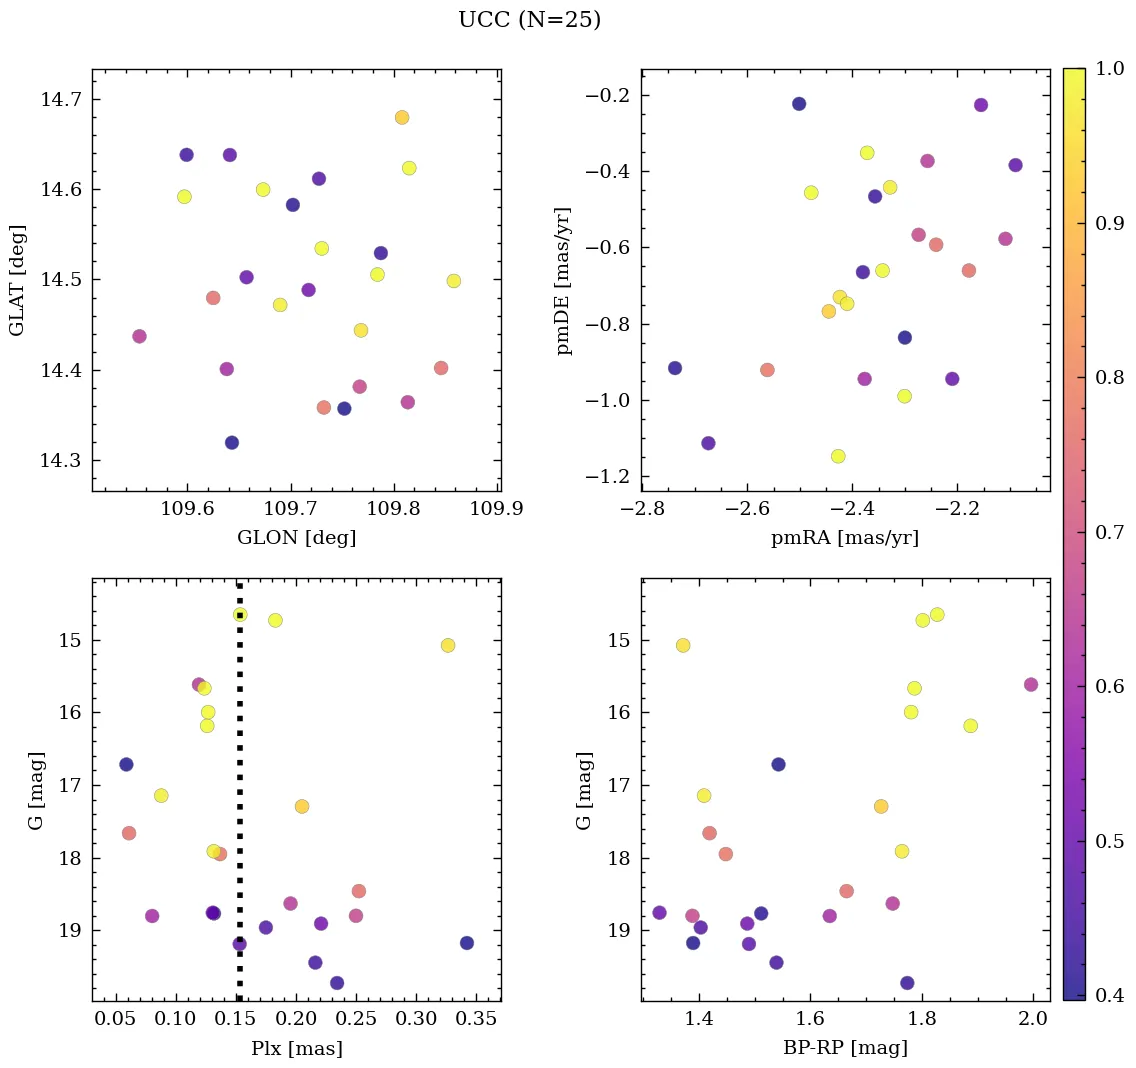 UCC (N=25)
14.7
14.6
14.5
14.4
14.3
GLAT [deg]
109.6 109.7 109.8 109.9
GLON [deg]
−0.2
−0.4
−0.6
−0.8
−1.0
−1.2
pmDE [mas/yr]
−2.8 −2.6 −2.4 −2.2
pmRA [mas/yr]
1.0
0.9
0.8
0.7
0.6
0.5
0.4
15
16
17
18
19
G [mag]
0.05 0.10 0.15 0.20 0.25 0.30 0.35
Plx [mas]
15
16
17
18
19
G [mag]
1.4 1.6 1.8 2.0
BP-RP [mag]